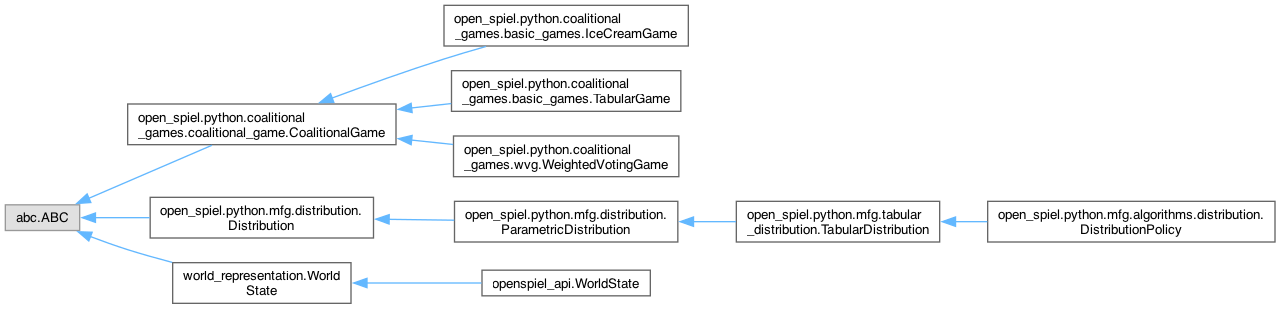 open_spiel.python.coalitional
_games.basic_games.IceCreamGame
open_spiel.python.coalitional
_games.basic_games.TabularGame
open_spiel.python.coalitional
_games.coalitional_game.CoalitionalGame
open_spiel.python.coalitional
_games.wvg.WeightedVotingGame
abc.ABC
open_spiel.python.mfg.distribution.
Distribution
open_spiel.python.mfg.distribution.
ParametricDistribution
open_spiel.python.mfg.tabular
_distribution.TabularDistribution
open_spiel.python.mfg.algorithms.distribution.
DistributionPolicy
world_representation.World
State
openspiel_api.WorldState